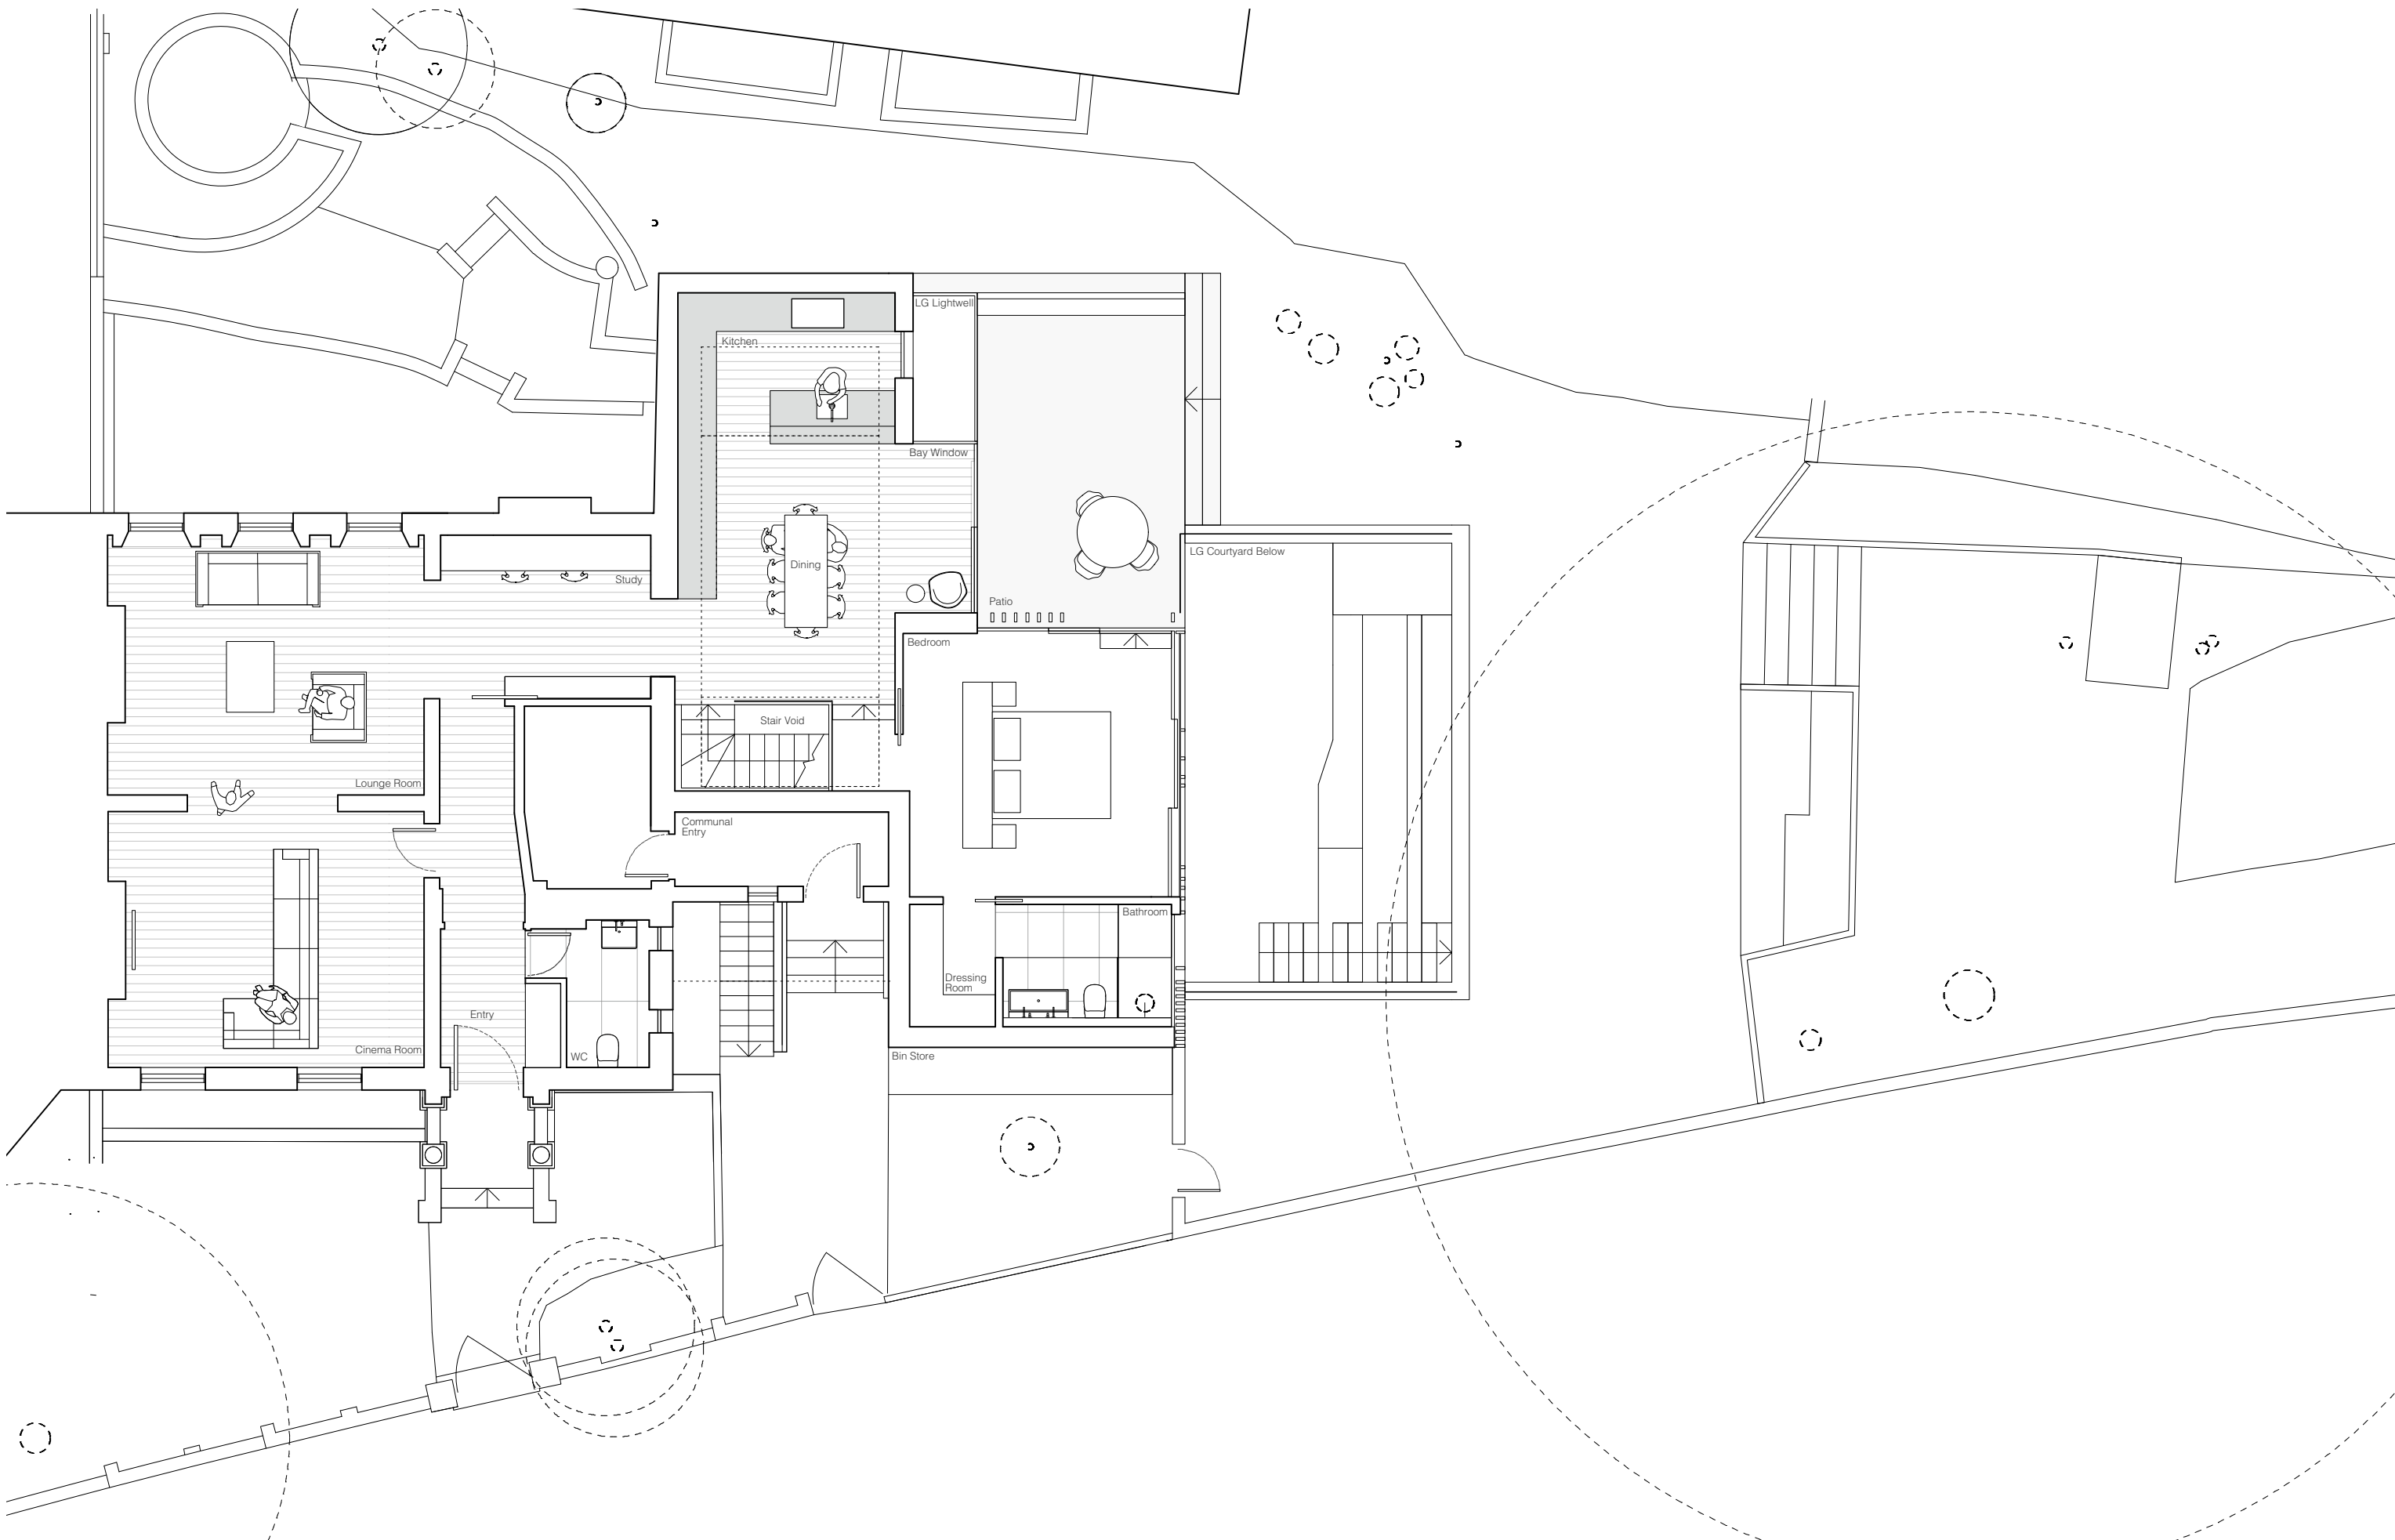 LG Lightwell
Kitchen
Bay Window
LG Courtyard Below
Dining
Study
Patio
Bedroom
Stair Void
Lounge Room
Communal
Entry
Bathroom
Dressing
Room
Entry
Cinema Room
WC
Bin Store